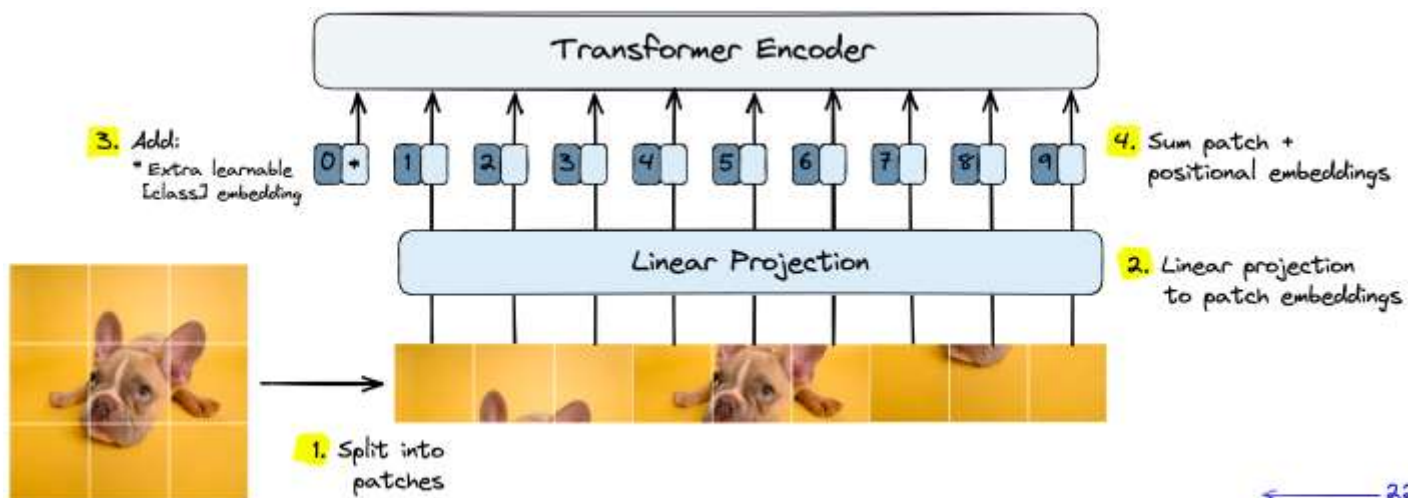 Transformer Encoder
3. Add:
* Extra learnable
[class] embedding
0 * 1 2 3 4 5 6 7 8 9
4. Sum patch +
positional embeddings
Linear Projection
2. Linear projection
to patch embeddings
1. Split into
patches
22